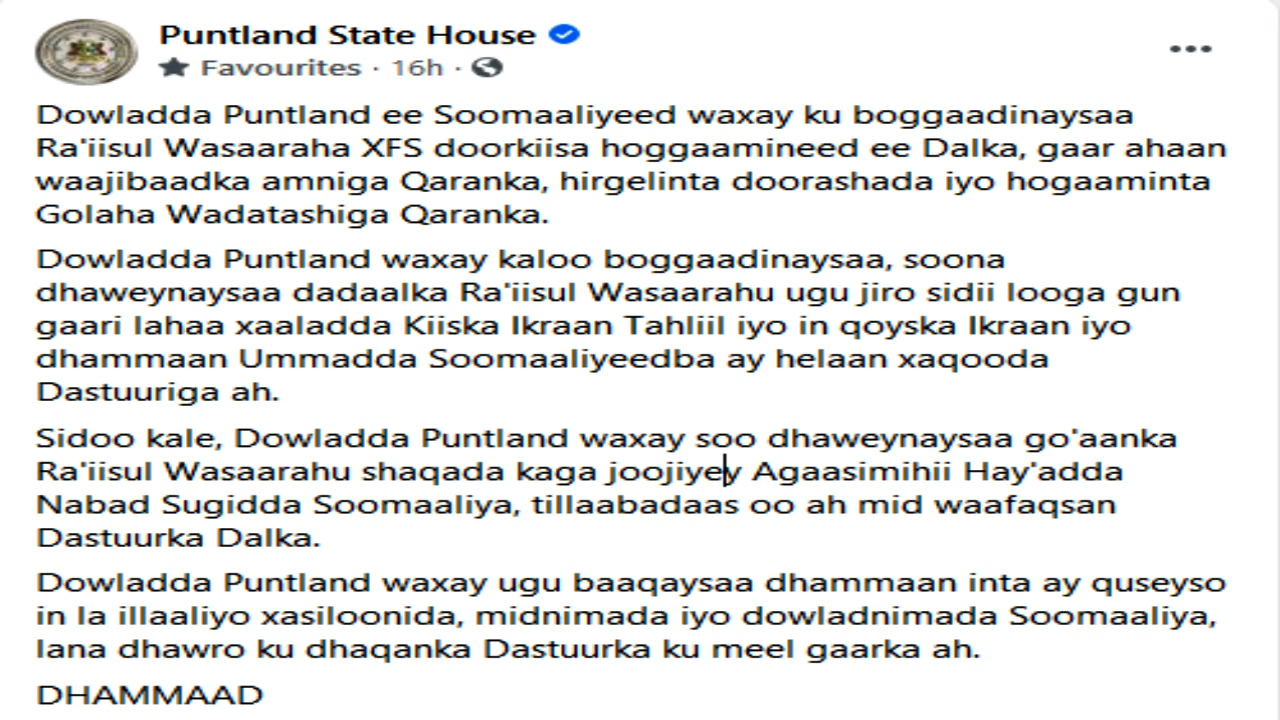 Puntland State House
Favourites · 16h ·
Dowladda Puntland ee Soomaaliyeed waxay ku boggaadinaysaa
Ra'iisul Wasaaraha XFS doorkiisa hoggaamineed ee Dalka, gaar ahaan
waajibaadka amniga Qaranka, hirgelinta doorashada iyo hogaaminta
Golaha Wadatashiga Qaranka.
Dowladda Puntland waxay kaloo boggaadinaysaa, soona
dhaweynaysaa dadaalka Ra'iisul Wasaarahu ugu jiro sidii looga gun
gaari lahaa xaaladda Kiiska Ikraan Tahliil iyo in qoyska Ikraan iyo
dhammaan Ummadda Soomaaliyeedba ay helaan xaqooda
Dastuuriga ah.
Sidoo kale, Dowladda Puntland waxay soo dhaweynaysaa go'aanka
Ra'iisul Wasaarahu shaqada kaga joojiyey Agaasimihii Hay'adda
Nabad Sugidda Soomaaliya, tillaabadaas oo ah mid waafaqsan
Dastuurka Dalka.
Dowladda Puntland waxay ugu baaqaysaa dhammaan inta ay quseyso
in la illaaliyo xasiloonida, midnimada iyo dowladnimada Soomaaliya,
lana dhawro ku dhaqanka Dastuurka ku meel gaarka ah.
DHAMMAAD